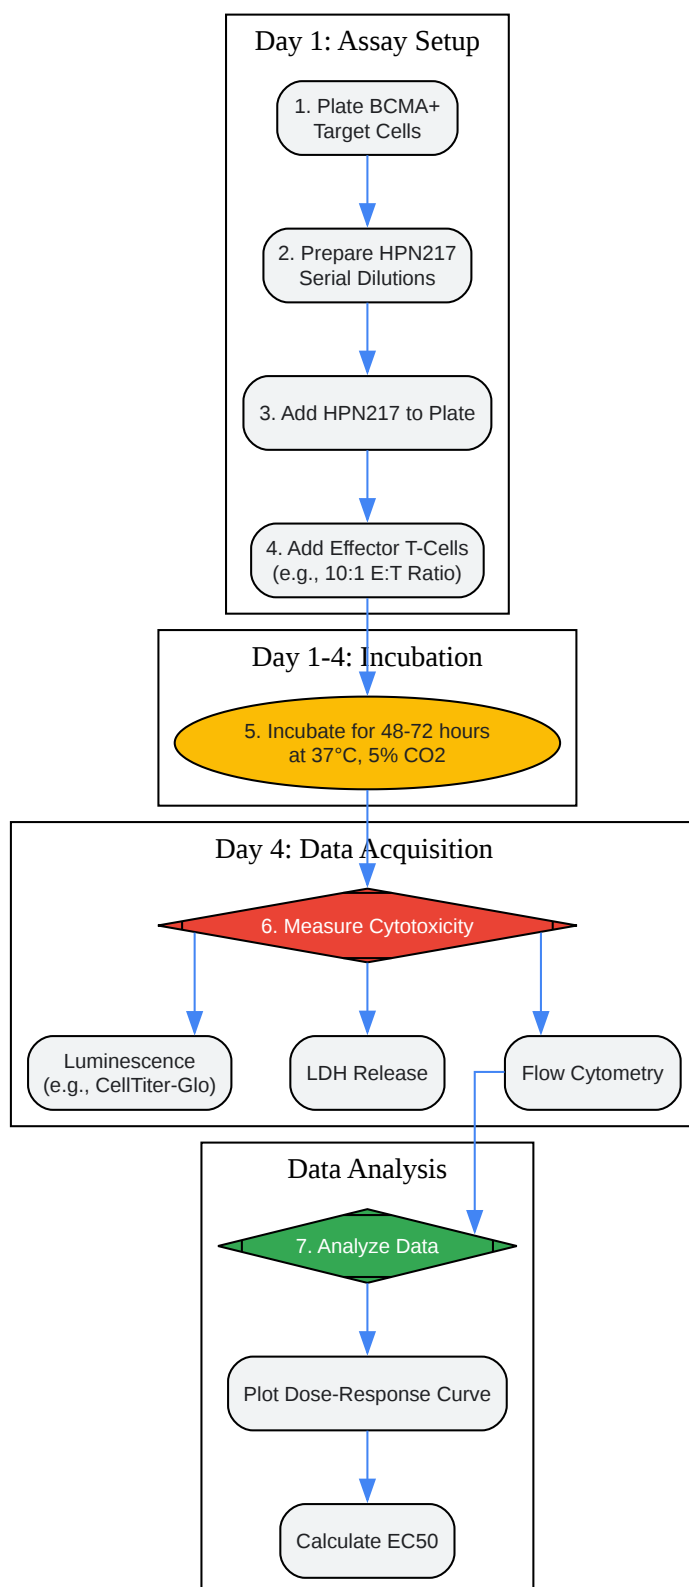 Day 1: Assay Setup
1. Plate BCMA+
Target Cells
2. Prepare HPN217
Serial Dilutions
3. Add HPN217 to Plate
4. Add Effector T-Cells
(e.g., 10:1 E:T Ratio)
Day 1-4: Incubation
5. Incubate for 48-72 hours
at 37°C, 5% CO2
Day 4: Data Acquisition
6. Measure Cytotoxicity
Luminescence
(e.g., CellTiter-Glo)
LDH Release
Flow Cytometry
Data Analysis
7. Analyze Data
Plot Dose-Response Curve
Calculate EC50